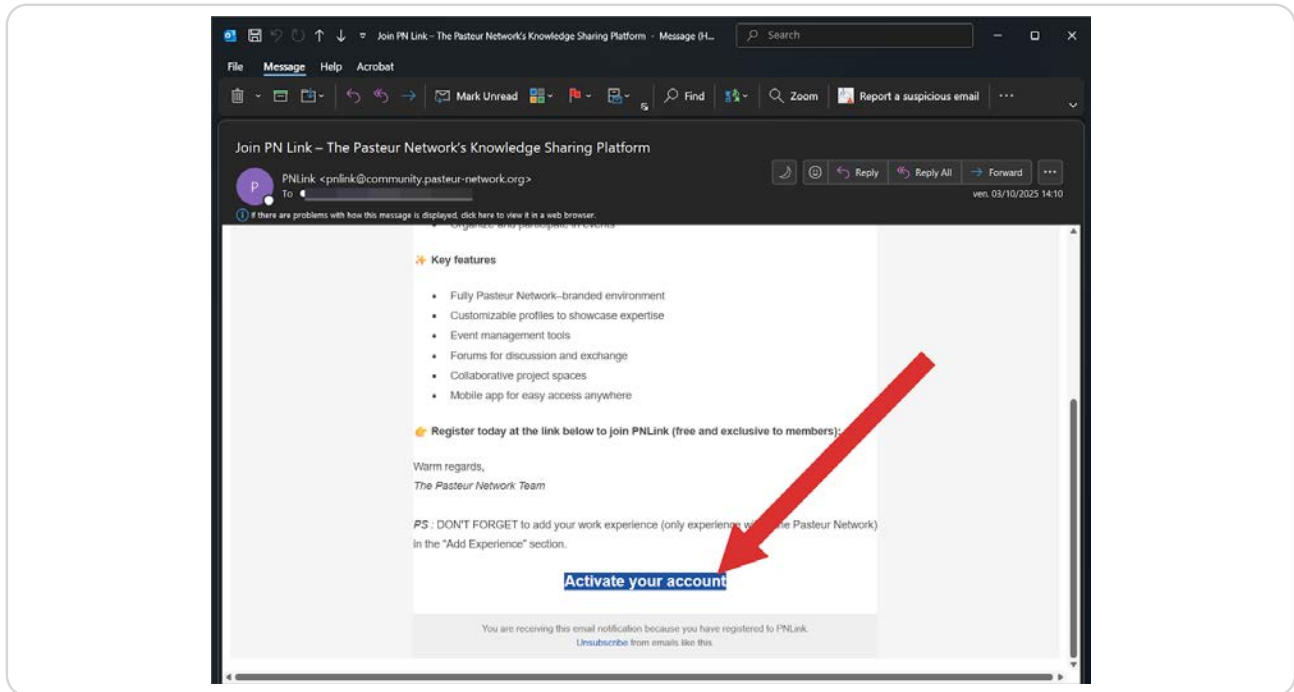 Join PN Link – The Pasteur Network's Knowledge Sharing Platform - Message (H...
Search
File Message Help Acrobat
Mark Unread Find Zoom Report a suspicious email
Join PN Link – The Pasteur Network's Knowledge Sharing Platform
P
PNLink <pnlink@community.pasteur-network.org>
Reply Reply All Forward
To
ven. 03/10/2025 14:10
If there are problems with how this message is displayed, click here to view it in a web browser.
Organize and participate in events
✨ Key features
• Fully Pasteur Network–branded environment
• Customizable profiles to showcase expertise
• Event management tools
• Forums for discussion and exchange
• Collaborative project spaces
• Mobile app for easy access anywhere
👉 Register today at the link below to join PNLink (free and exclusive to members):
Warm regards,
The Pasteur Network Team
PS : DON'T FORGET to add your work experience (only experience Pasteur Network)
in the "Add Experience" section.
Activate your account
You are receiving this email notification because you have registered to PNLink.
Unsubscribe from emails like this.